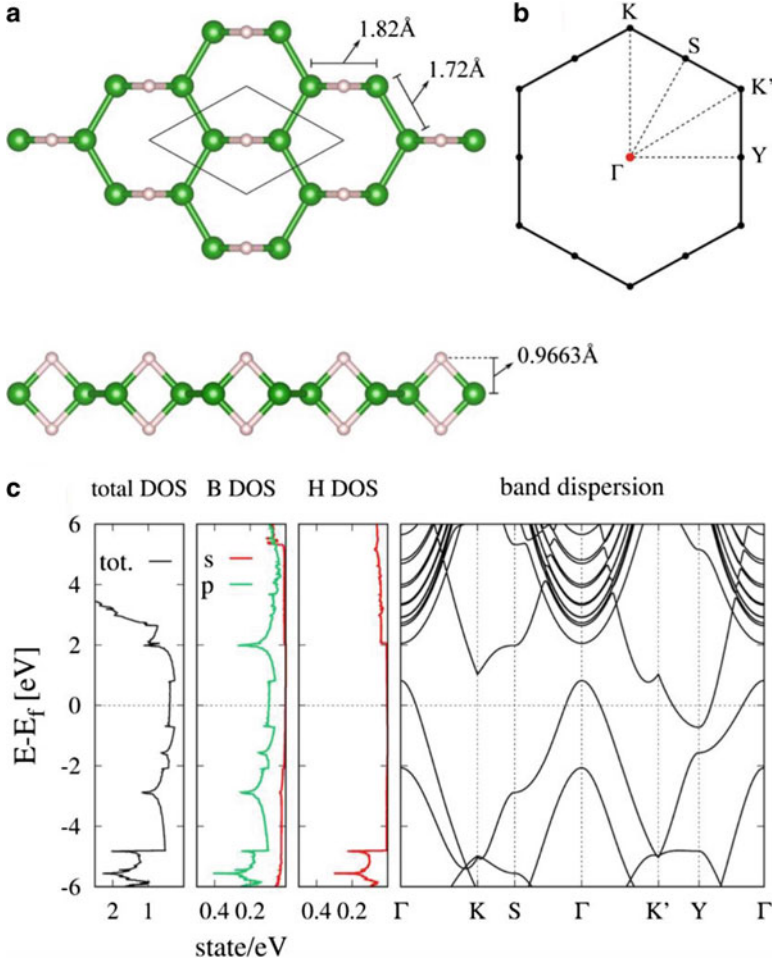 a
1.82Å
1.72Å
b
K
S
K'
Γ
Y
0.9663Å
c
total DOS
B DOS
H DOS
band dispersion
E-E_f [eV]
6
4
2
0
-2
-4
-6
tot.
s
p
2 1
0.4 0.2
0.4 0.2
Γ K S Γ K' Y Γ
state/eV